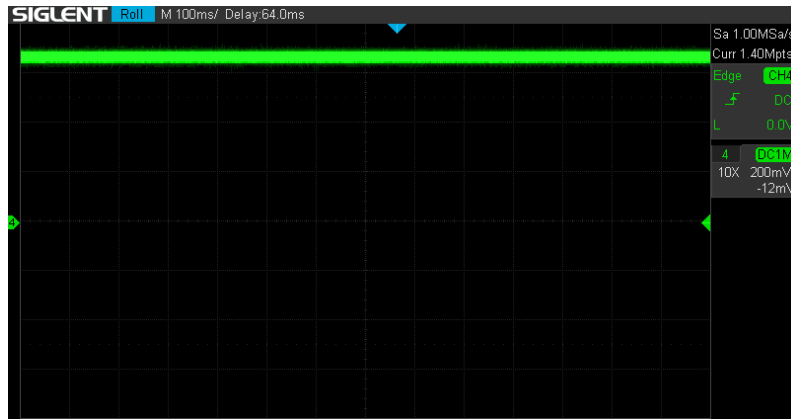 SIGLENT Roll M 100ms/ Delay:64.0ms
Sa 1.00MSa/s
Curr 1.40Mpts
Edge CH4
DC
L 0.0V
4 DC1M
10X 200mV
-12mV
4